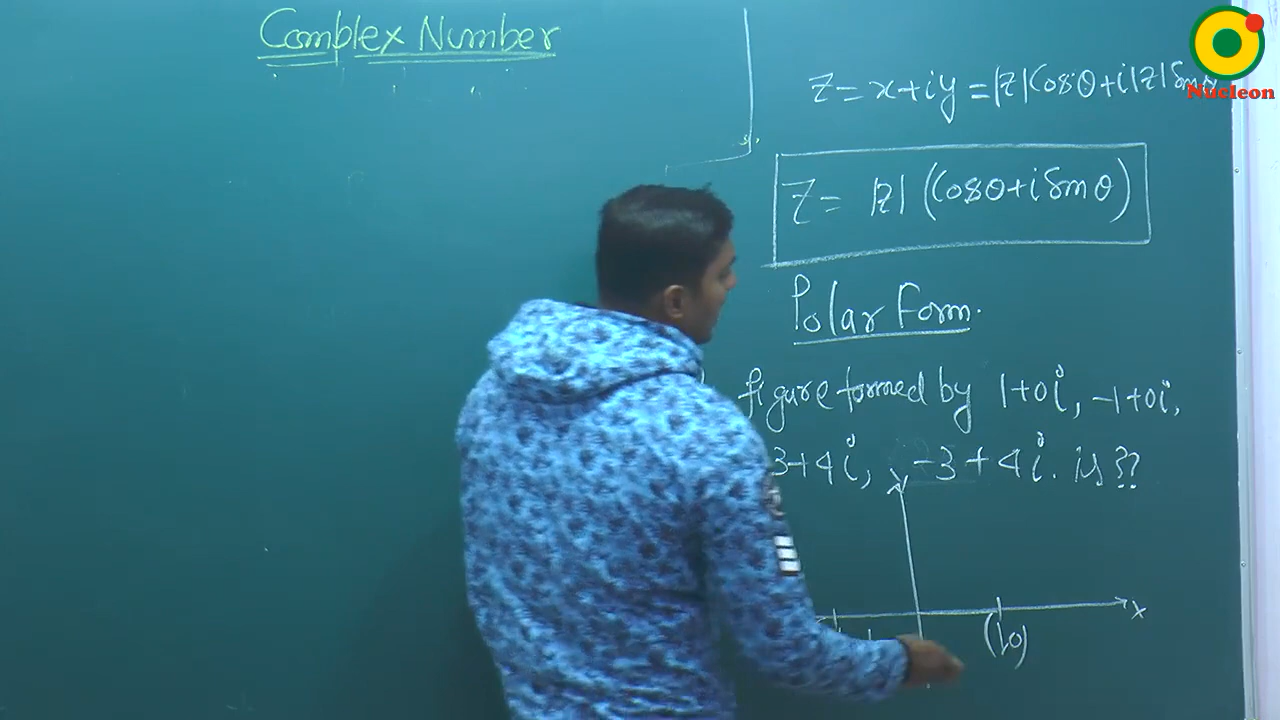 Complex Number
Z = x+iy = |z|Cosθ+i|z|Sinθ
Nucleon
Z = |z| (Cosθ+i Sinθ)
Polar Form.
figure formed by 1+0i, -1+0i,
3+4i, -3+4i. is ??
y
x
(1,0)